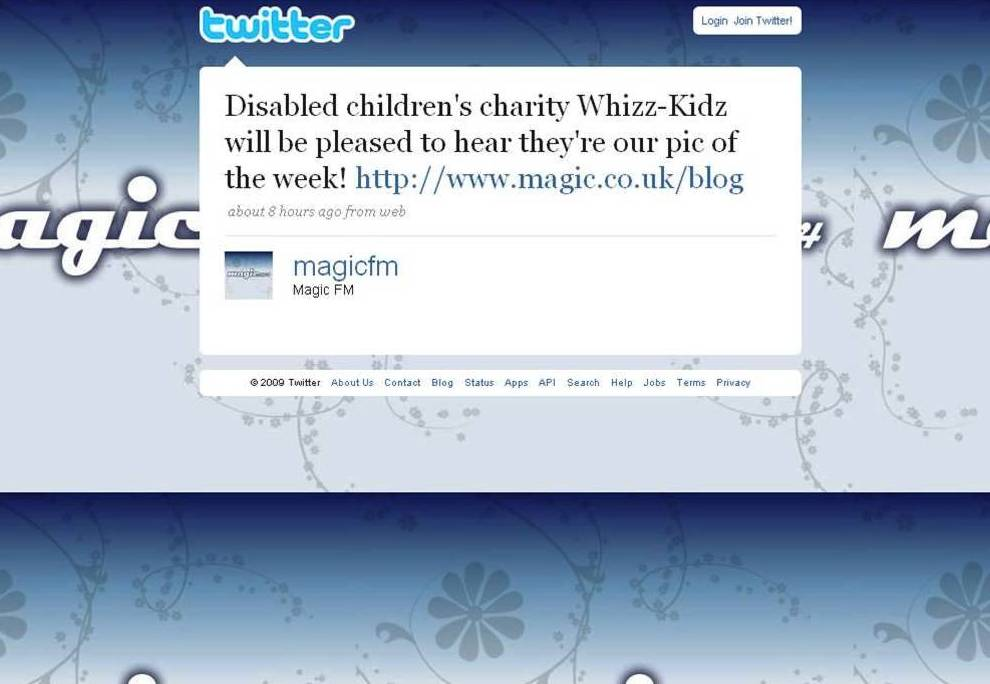 twitter
Login Join Twitter!
Disabled children's charity Whizz-Kidz
will be pleased to hear they're our pic of
the week! http://www.magic.co.uk/blog
about 8 hours ago from web
agic
m
magic
magicfm
Magic FM
© 2009 Twitter About Us Contact Blog Status Apps API Search Help Jobs Terms Privacy